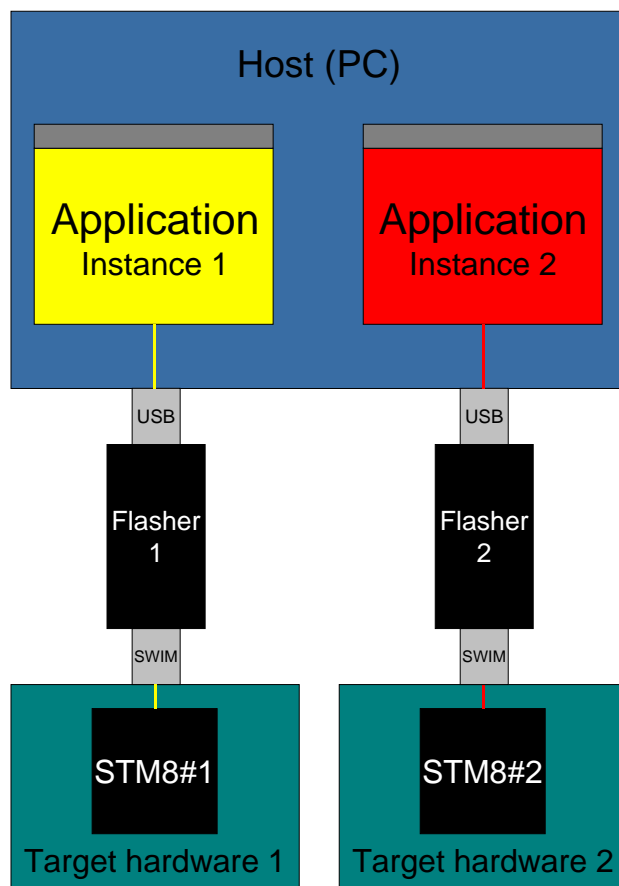 Host (PC)
Application
Instance 1
Application
Instance 2
USB
USB
Flasher
1
Flasher
2
SWIM
SWIM
STM8#1
STM8#2
Target hardware 1
Target hardware 2